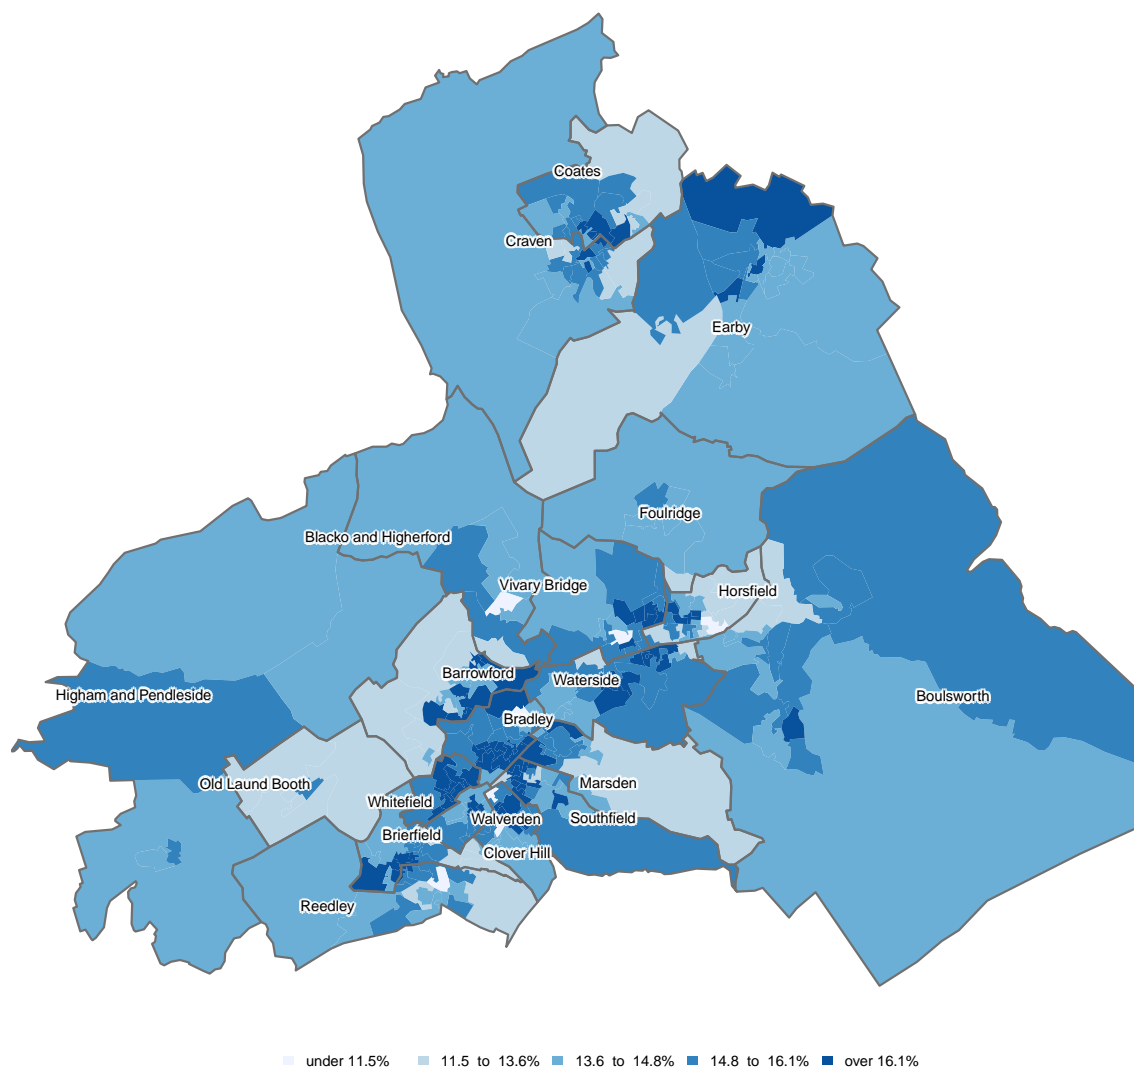 Coates
Craven
Earby
Foulridge
Blacko and Higherford
Vivary Bridge
Horsfield
Barrowford
Waterside
Higham and Pendleside
Boulsworth
Bradley
Old Laund Booth
Marsden
Whitefield
Walverden
Southfield
Brierfield
Clover Hill
Reedley
under 11.5%
11.5 to 13.6%
13.6 to 14.8%
14.8 to 16.1%
over 16.1%